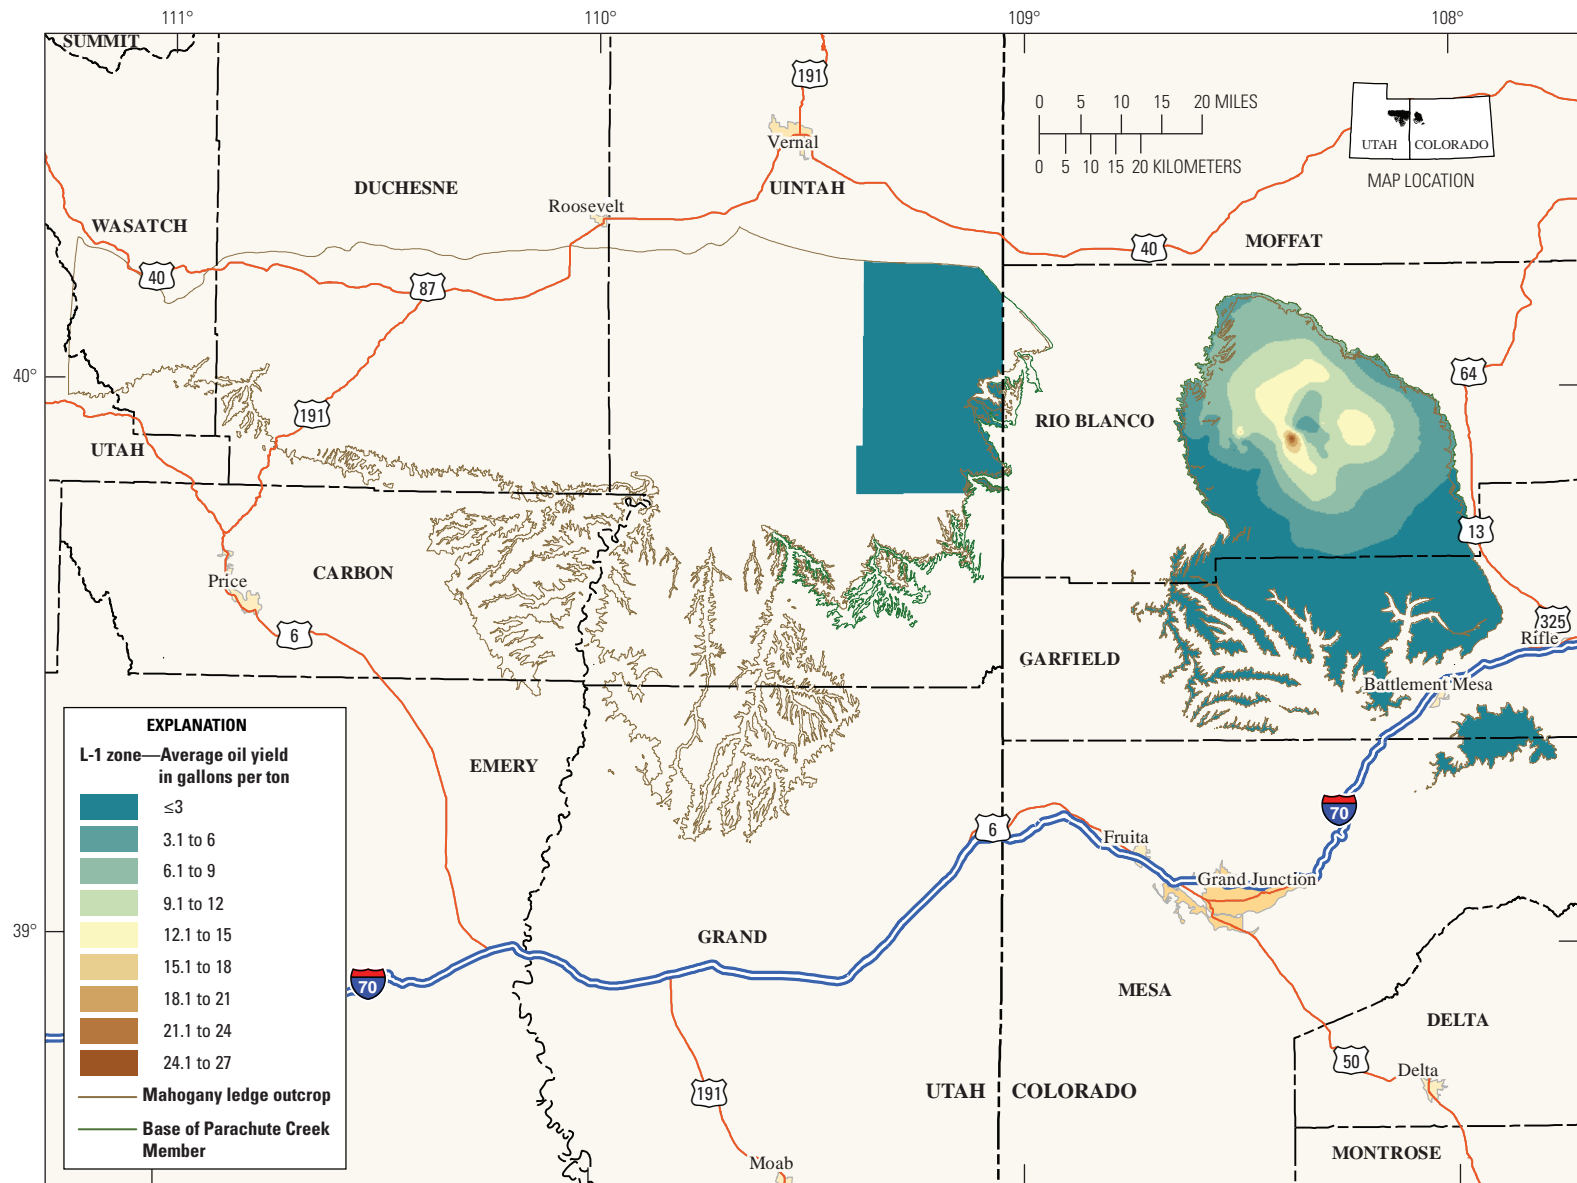 111°
110°
109°
108°
SUMMIT
191
0 5 10 15 20 MILES
0 5 10 15 20 KILOMETERS
UTAH
COLORADO
MAP LOCATION
Vernal
DUCHESNE
UINTAH
Roosevelt
WASATCH
MOFFAT
40
40
87
64
40°
191
RIO BLANCO
UTAH
13
CARBON
Price
6
325
Rifle
GARFIELD
Battlement Mesa
EMERY
70
6
Fruita
Grand Junction
39°
GRAND
70
MESA
DELTA
50
Delta
191
UTAH
COLORADO
MONTROSE
Moab
EXPLANATION
L-1 zone—Average oil yield
in gallons per ton
≤3
3.1 to 6
6.1 to 9
9.1 to 12
12.1 to 15
15.1 to 18
18.1 to 21
21.1 to 24
24.1 to 27
Mahogany ledge outcrop
Base of Parachute Creek
Member